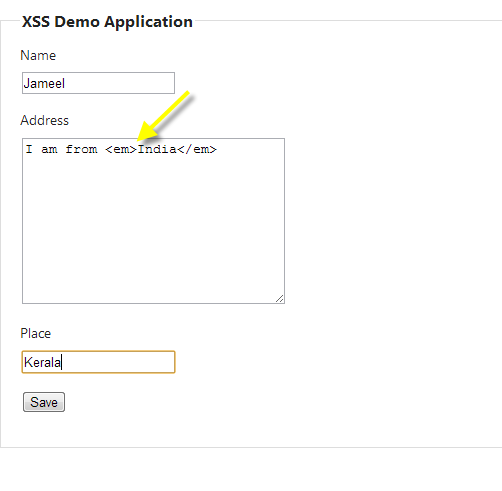 XSS Demo Application
Name
Jameel
Address
I am from <em>India</em>
Place
Kerala
Save